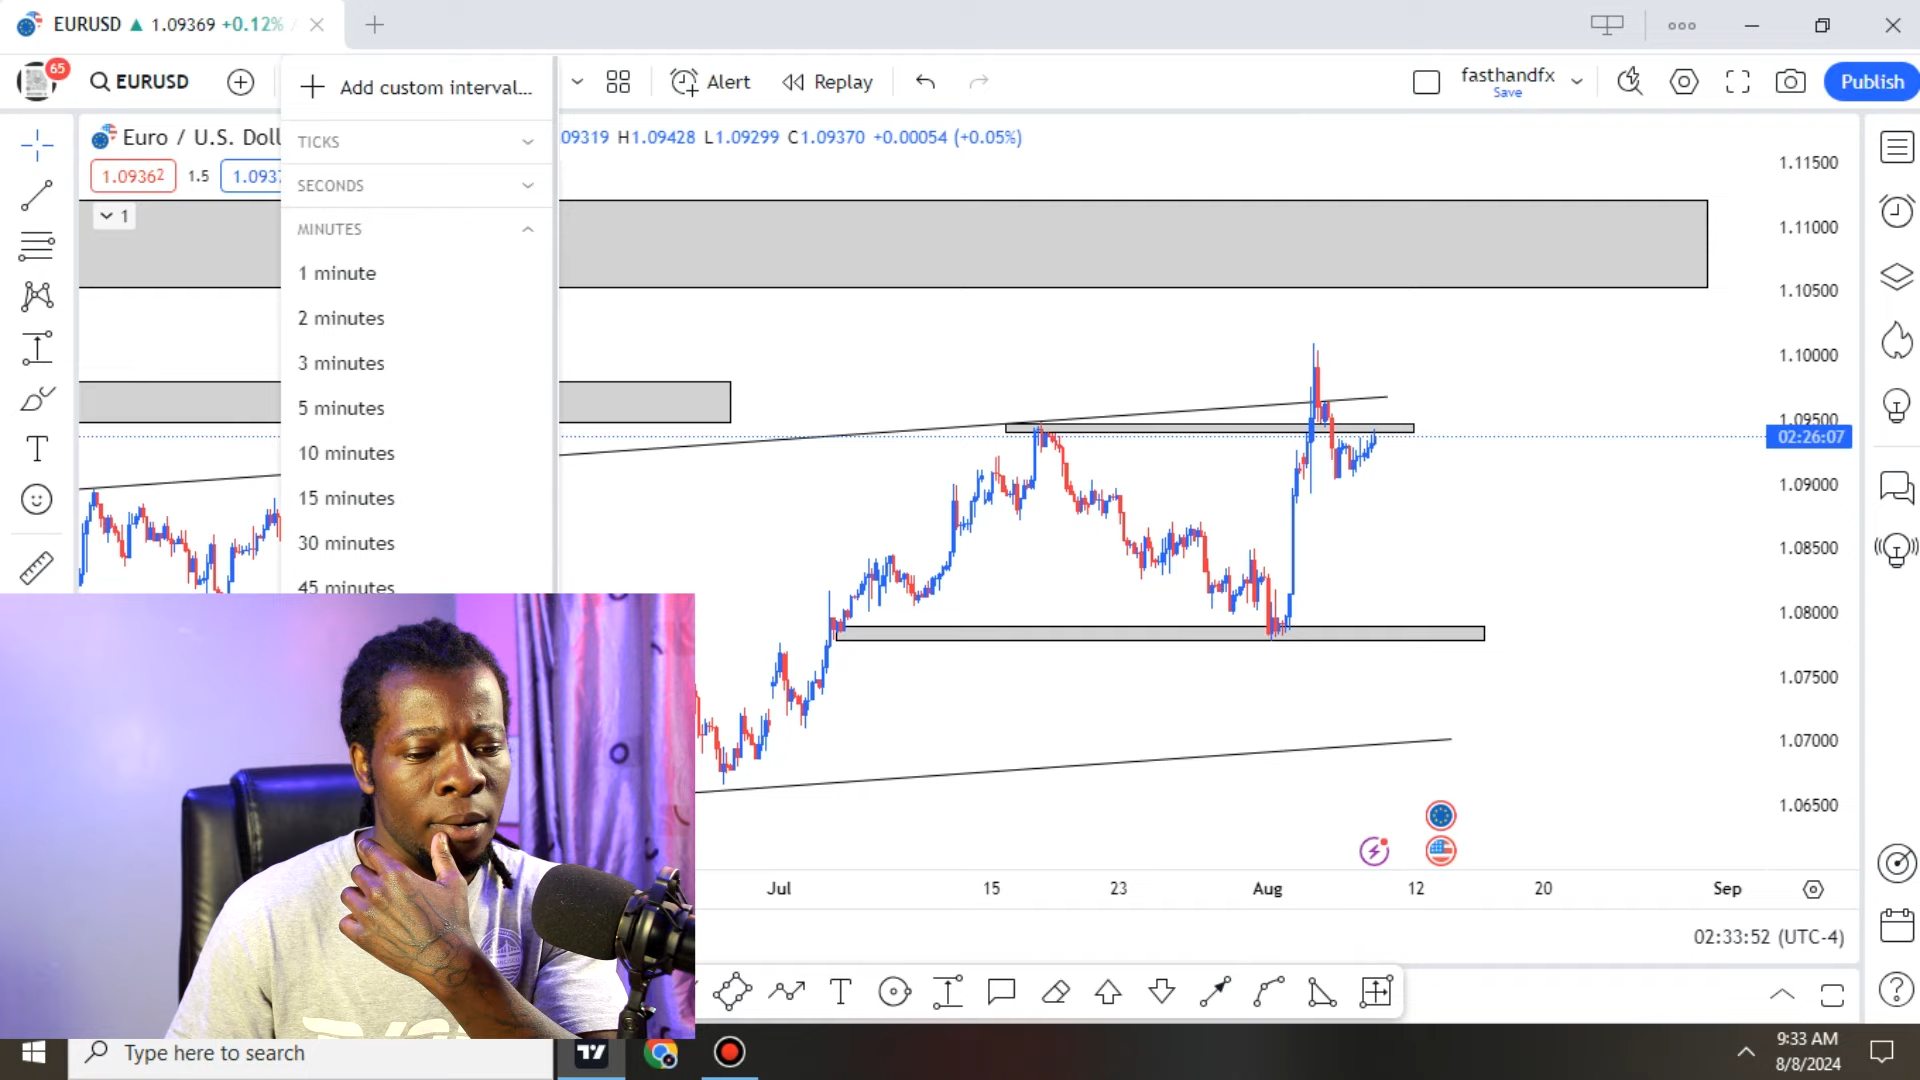 EURUSD ▲ 1.09369 +0.12%
65
EURUSD
Add custom interval...
Alert
Replay
fasthandfx
Save
Publish
Euro / U.S. Doll
09319 H1.09428 L1.09299 C1.09370 +0.00054 (+0.05%)
1.09362
1.5
1.093
1
TICKS
SECONDS
MINUTES
1 minute
2 minutes
3 minutes
5 minutes
10 minutes
15 minutes
30 minutes
45 minutes
1.11500
1.11000
1.10500
1.10000
1.09500
02:26:07
1.09000
1.08500
1.08000
1.07500
1.07000
1.06500
Jul
15
23
Aug
12
20
Sep
02:33:52 (UTC-4)
Type here to search
9:33 AM
8/8/2024